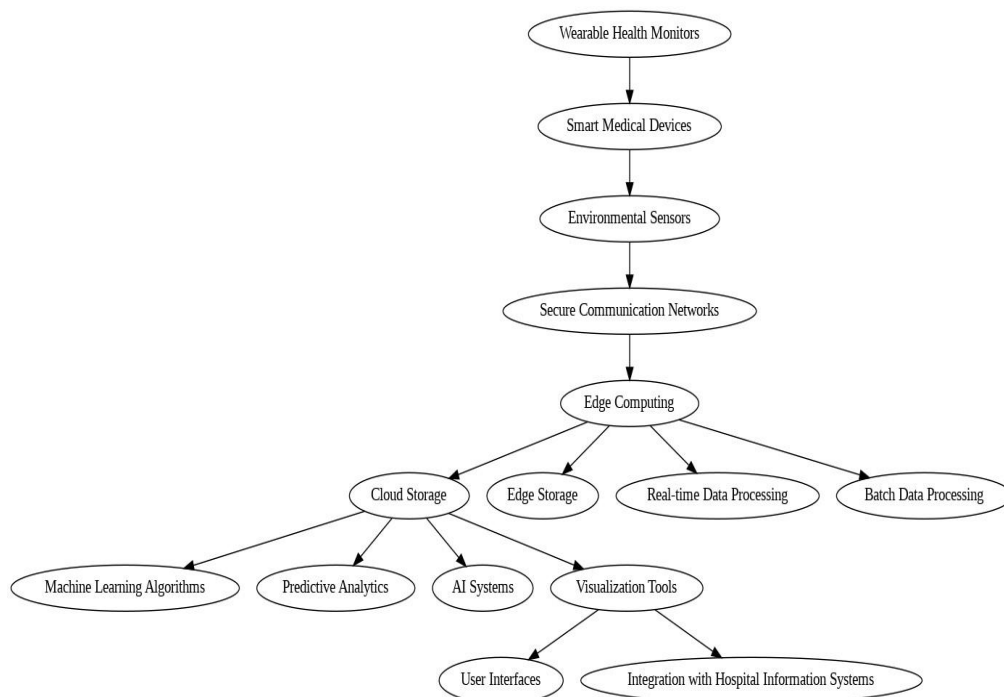 Wearable Health Monitors
Smart Medical Devices
Environmental Sensors
Secure Communication Networks
Edge Computing
Cloud Storage
Edge Storage
Real-time Data Processing
Batch Data Processing
Machine Learning Algorithms
Predictive Analytics
AI Systems
Visualization Tools
User Interfaces
Integration with Hospital Information Systems